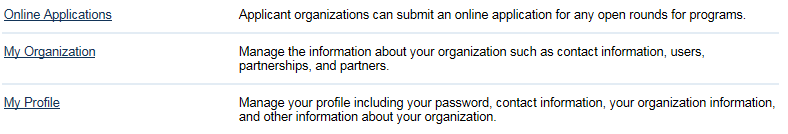 Online Applications Applicant organizations can submit an online application for any open rounds for programs.
My Organization Manage the information about your organization such as contact information, users,
partnerships, and partners.
My Profile Manage your profile including your password, contact information, your organization information,
and other information about your organization.